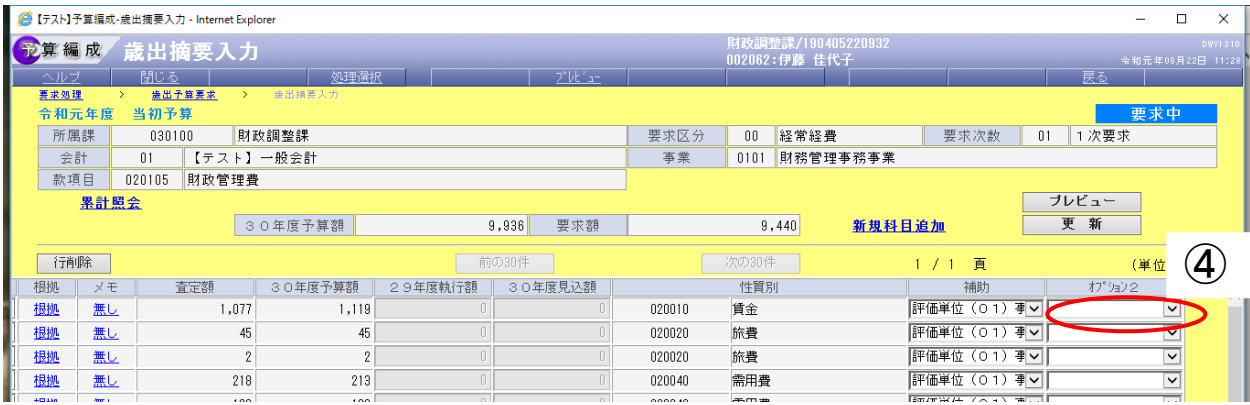 【テスト】予算編成-歳出摘要入力 - Internet Explorer
予算編成 歳出摘要入力 財政調整課/190405220932 DWY1310
002062:伊藤 佳代子 令和元年08月22日 11:28
ヘルプ 閉じる 処理選択 プレビュー 戻る
要求処理 > 歳出予算要求 > 歳出摘要入力
令和元年度 当初予算 要求中
所属課 030100 財政調整課 要求区分 00 経常経費 要求次数 01 1次要求
会計 01 【テスト】一般会計 事業 0101 財務管理事務事業
款項目 020105 財政管理費
累計照会 プレビュー
30年度予算額 9,936 要求額 9,440 新規科目追加 更 新
行削除 前の30件 次の30件 1 / 1 頁 (単位 ④
根拠 メモ 査定額 30年度予算額 29年度執行額 30年度見込額 性質別 補助 オプション2
根拠 無し 1,077 1,119 0 0 020010 賃金 評価単位(01)事
根拠 無し 45 45 0 0 020020 旅費 評価単位(01)事
根拠 無し 2 2 0 0 020020 旅費 評価単位(01)事
根拠 無し 218 213 0 0 020040 需用費 評価単位(01)事